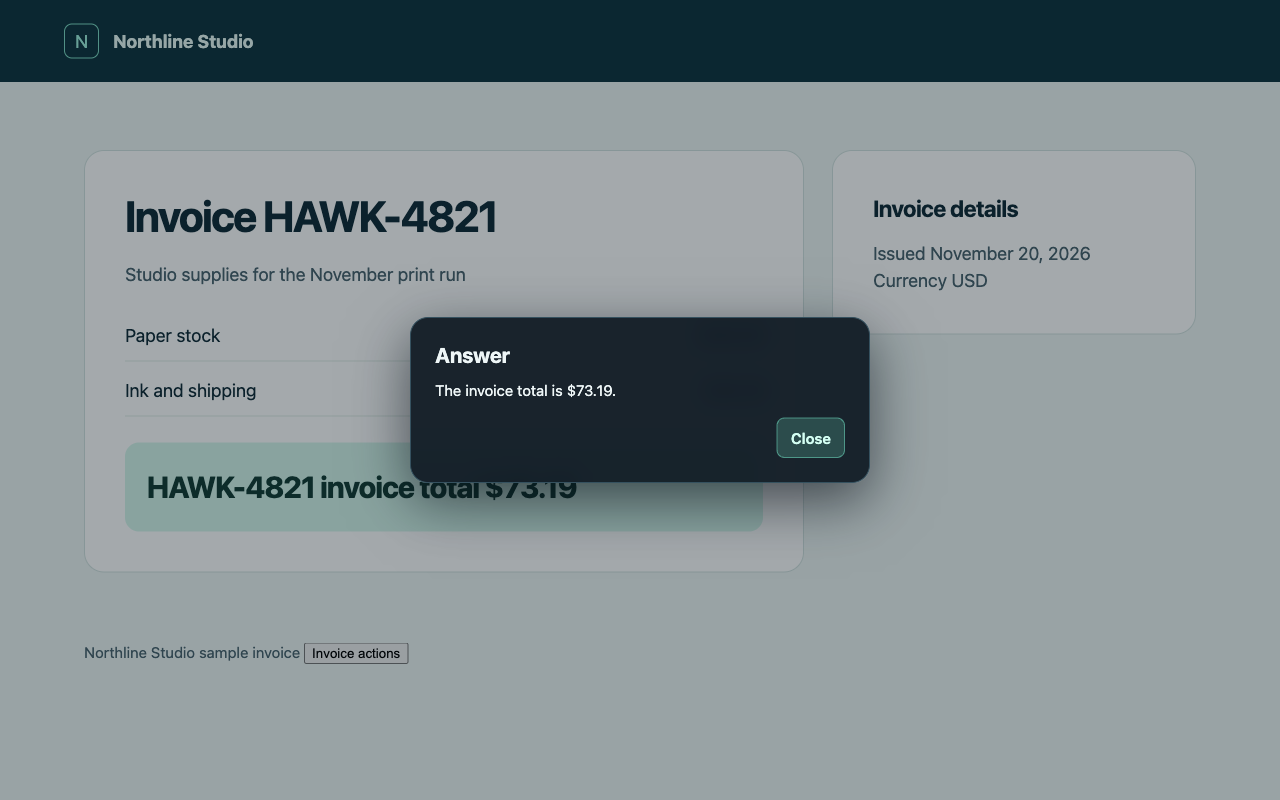 N
Northline Studio
Invoice HAWK-4821
Studio supplies for the November print run
Paper stock
Ink and shipping
HAWK-4821 invoice total $73.19
Invoice details
Issued November 20, 2026
Currency USD
Answer
The invoice total is $73.19.
Close
Northline Studio sample invoice
Invoice actions